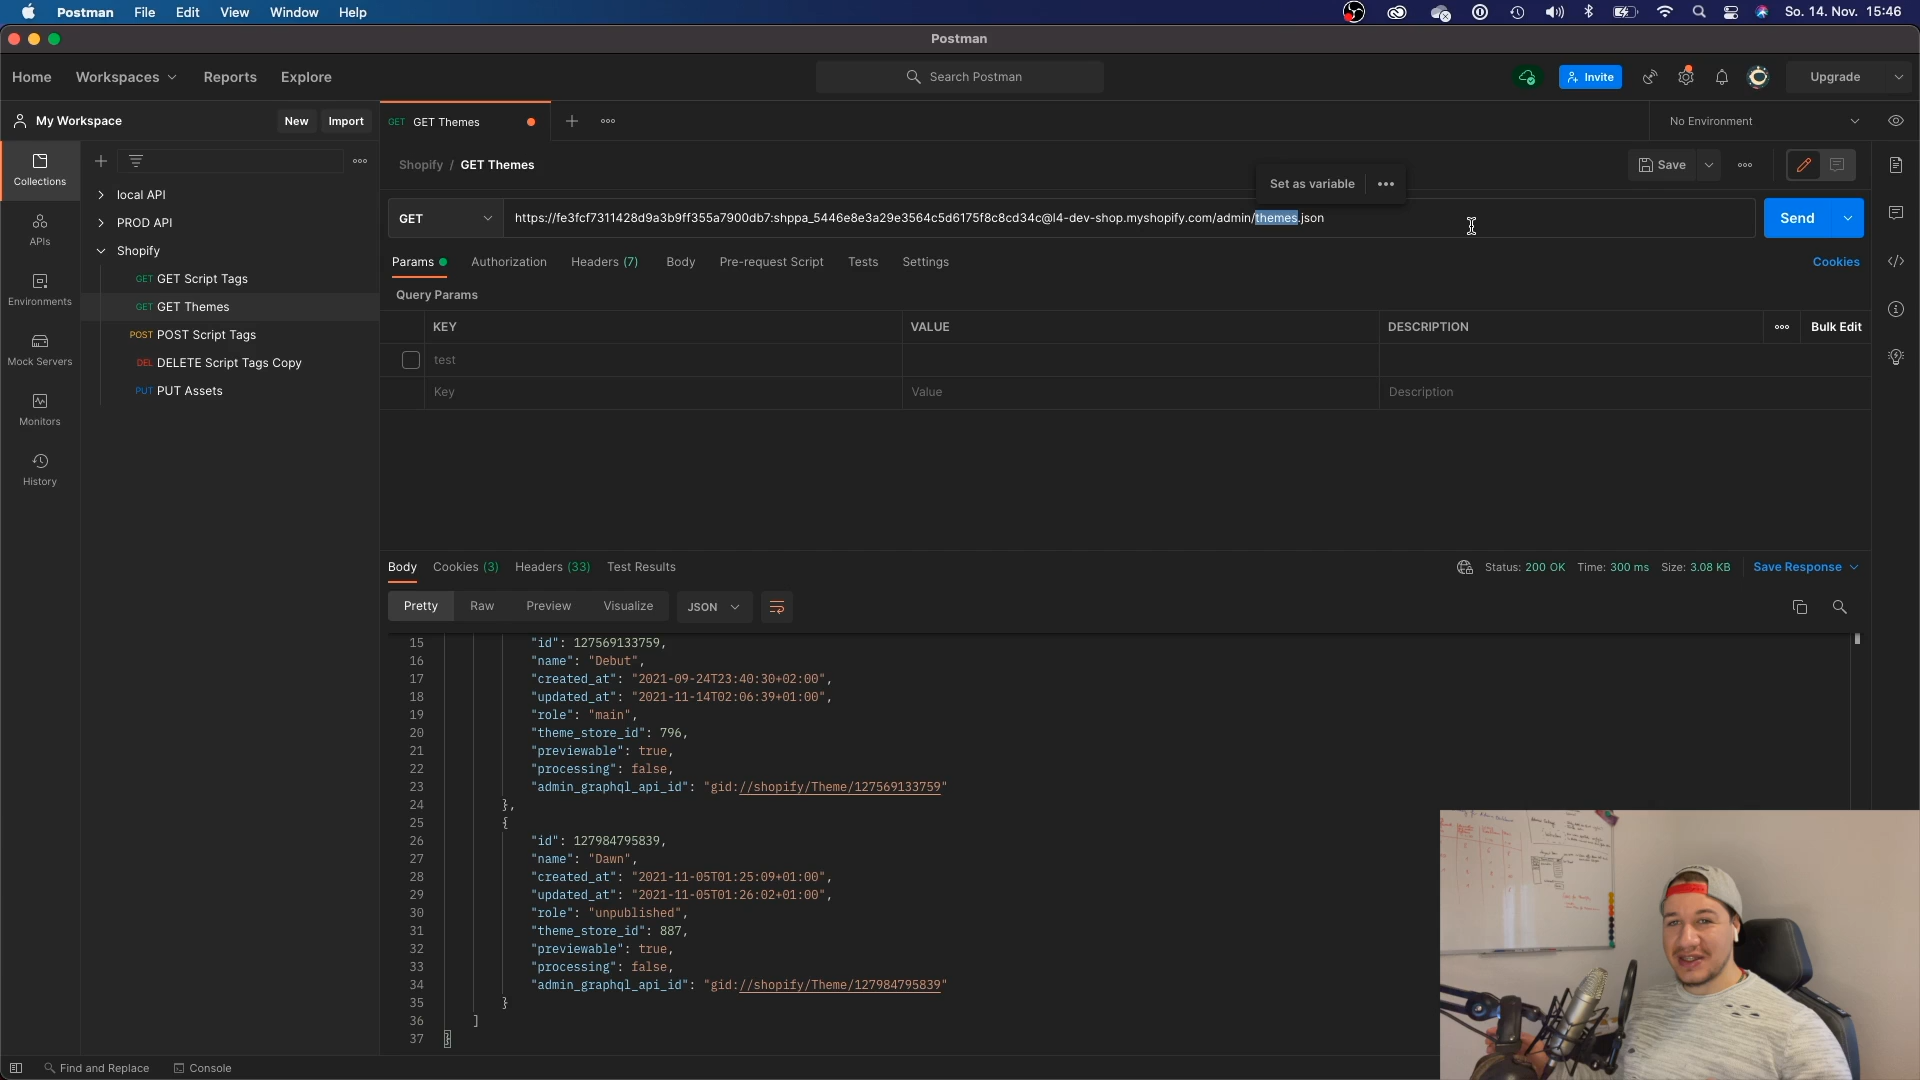 Postman File Edit View Window Help So. 14. Nov. 15:46
Postman
Home Workspaces Reports Explore Search Postman Invite Upgrade
My Workspace New Import GET GET Themes No Environment
Shopify / GET Themes Save
Set as variable
GET https://fe3fcf7311428d9a3b9ff355a7900db7: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@l4-dev-shop.myshopify.com/admin/themes.json Send
Collections
APIs
Environments
Mock Servers
Monitors
History
local API
PROD API
Shopify
GET GET Script Tags
GET GET Themes
POST POST Script Tags
DEL DELETE Script Tags Copy
PUT PUT Assets
Params Authorization Headers (7) Body Pre-request Script Tests Settings Cookies
Query Params
KEY VALUE DESCRIPTION Bulk Edit
test
Key Value Description
Body Cookies (3) Headers (33) Test Results Status: 200 OK Time: 300 ms Size: 3.08 KB Save Response
Pretty Raw Preview Visualize JSON
15 "id": 127569133759,
16 "name": "Debut",
17 "created_at": "2021-09-24T23:40:30+02:00",
18 "updated_at": "2021-11-14T02:06:39+01:00",
19 "role": "main",
20 "theme_store_id": 796,
21 "previewable": true,
22 "processing": false,
23 "admin_graphql_api_id": "gid://shopify/Theme/127569133759"
24 },
25 {
26 "id": 127984795839,
27 "name": "Dawn",
28 "created_at": "2021-11-05T01:25:09+01:00",
29 "updated_at": "2021-11-05T01:26:02+01:00",
30 "role": "unpublished",
31 "theme_store_id": 887,
32 "previewable": true,
33 "processing": false,
34 "admin_graphql_api_id": "gid://shopify/Theme/127984795839"
35 }
36 ]
37 }
Find and Replace Console